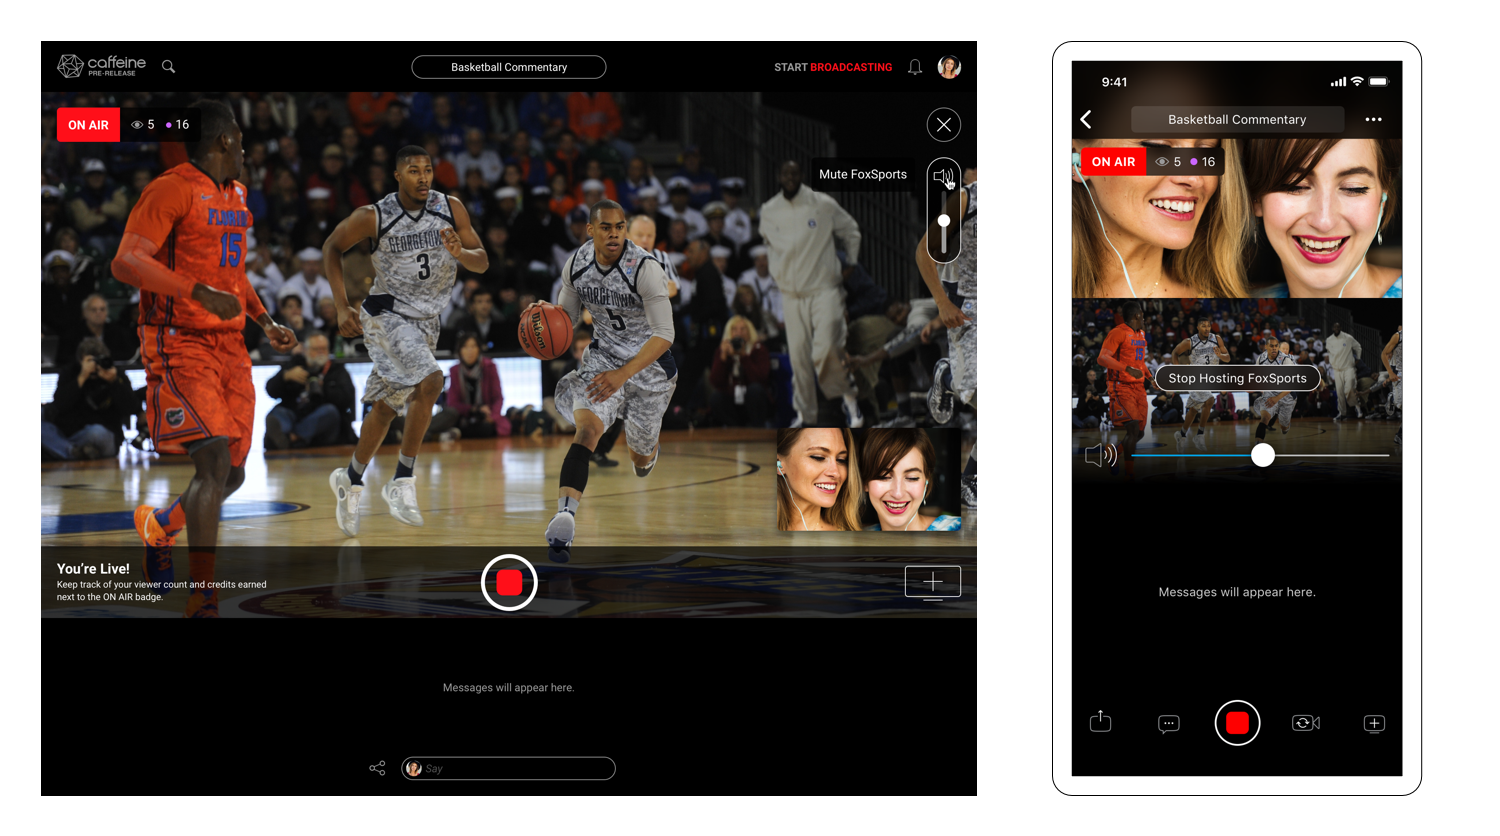 caffeine
PRE-RELEASE
Basketball Commentary
START BROADCASTING
ON AIR
5
16
Mute FoxSports
FLORIDA
15
GEORGETOWN
3
GEORGETOWN
5
Wilson
You're Live!
Keep track of your viewer count and credits earned
next to the ON AIR badge.
Messages will appear here.
Say
9:41
Basketball Commentary
ON AIR
5
16
15
3
Stop Hosting FoxSports
Messages will appear here.